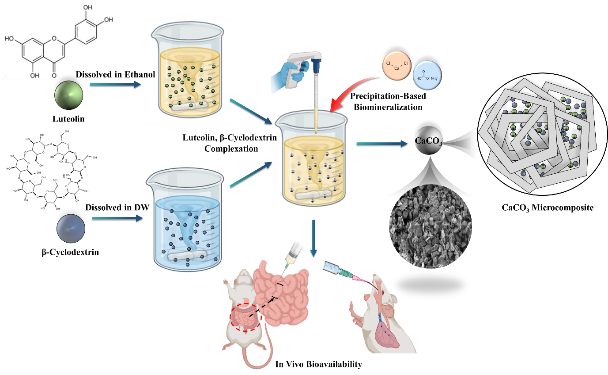 Dissolved in Ethanol
Luteolin
Precipitation-Based
Biomineralization
Luteolin, β-Cyclodextrin
Complexation
CaCO3
Dissolved in DW
CaCO3 Microcomposite
β-Cyclodextrin
In Vivo Bioavailability